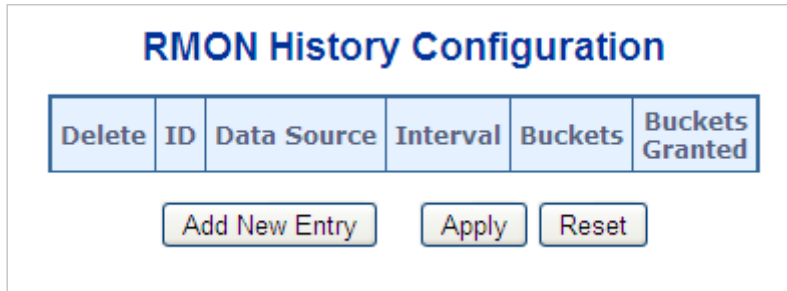 RMON History Configuration
Delete ID Data Source Interval Buckets Buckets Granted
Add New Entry Apply Reset